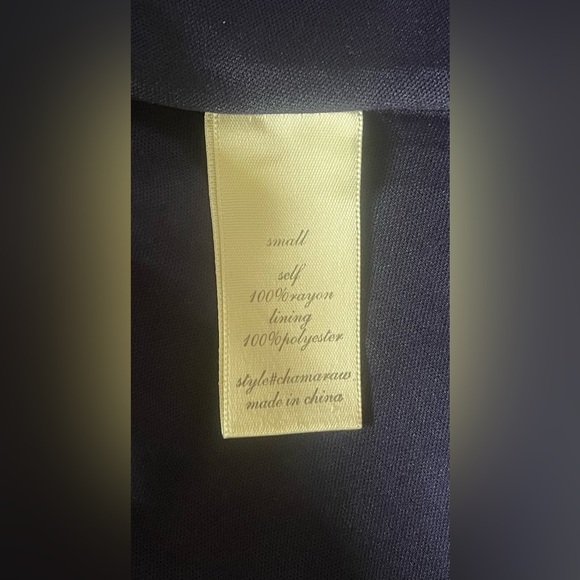 small
self
100%rayon
lining
100%polyester
style#chamaraw
made in china